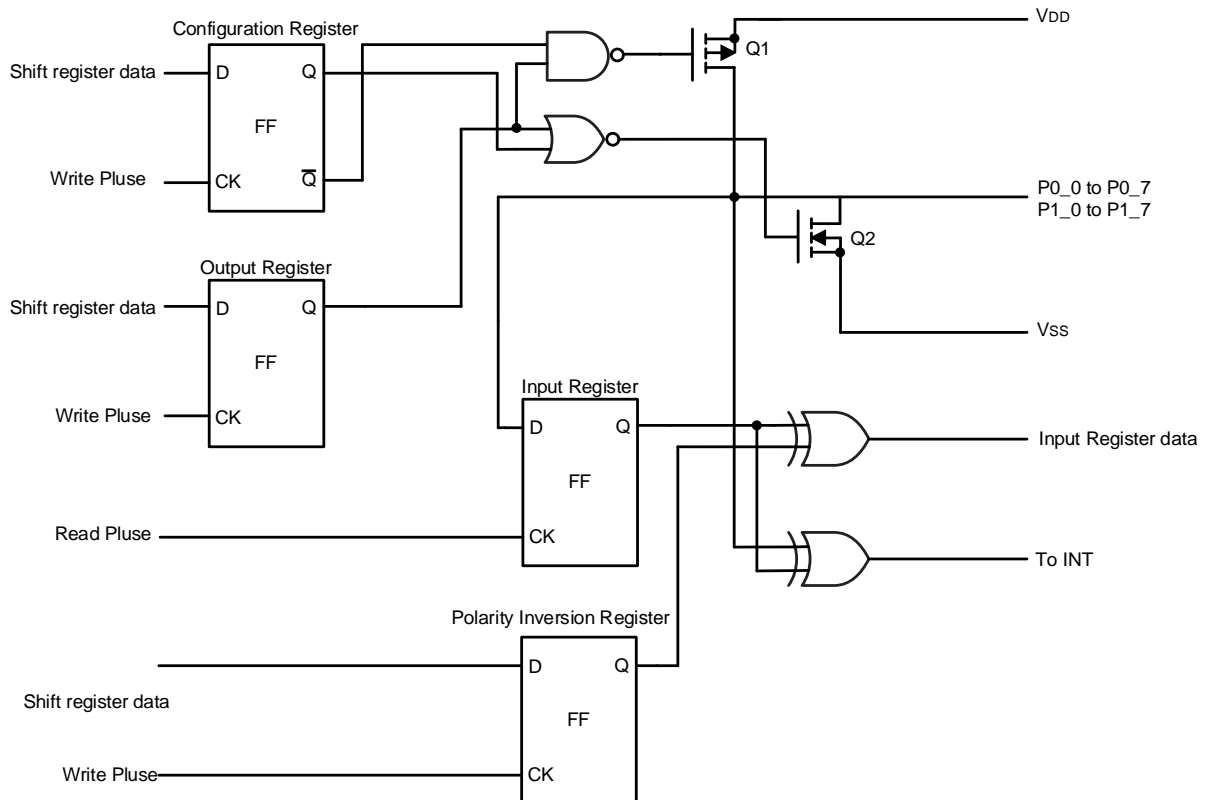 VDD
Configuration Register
Q1
Shift register data
D
Q
FF
Write Pluse
CK
Q̅
P0_0 to P0_7
P1_0 to P1_7
Q2
Output Register
Shift register data
D
Q
VSS
FF
Input Register
Write Pluse
CK
D
Q
Input Register data
FF
Read Pluse
CK
To INT
Polarity Inversion Register
D
Q
Shift register data
FF
Write Pluse
CK